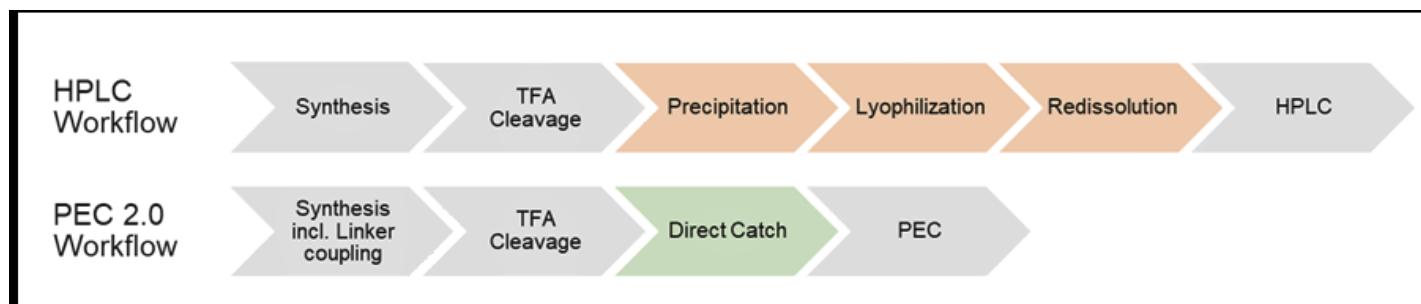 HPLC
Workflow
Synthesis
TFA
Cleavage
Precipitation
Lyophilization
Redissolution
HPLC
PEC 2.0
Workflow
Synthesis
incl. Linker
coupling
TFA
Cleavage
Direct Catch
PEC